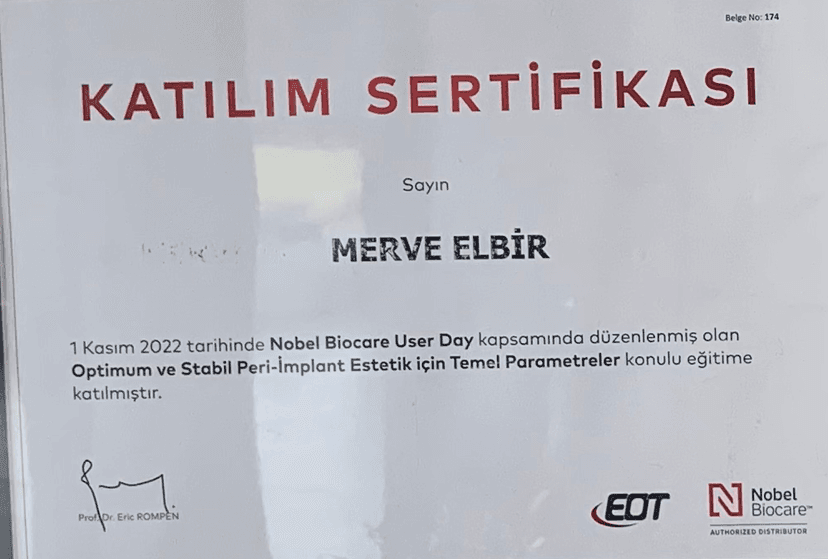 Belge No: 174
KATILIM SERTİFİKASI
Sayın
MERVE ELBİR
1 Kasım 2022 tarihinde Nobel Biocare User Day kapsamında düzenlenmiş olan
Optimum ve Stabil Peri-İmplant Estetik için Temel Parametreler konulu eğitime
katılmıştır.
Prof. Dr. Eric ROMPEN
EOT
Nobel
Biocare™
AUTHORIZED DISTRIBUTOR